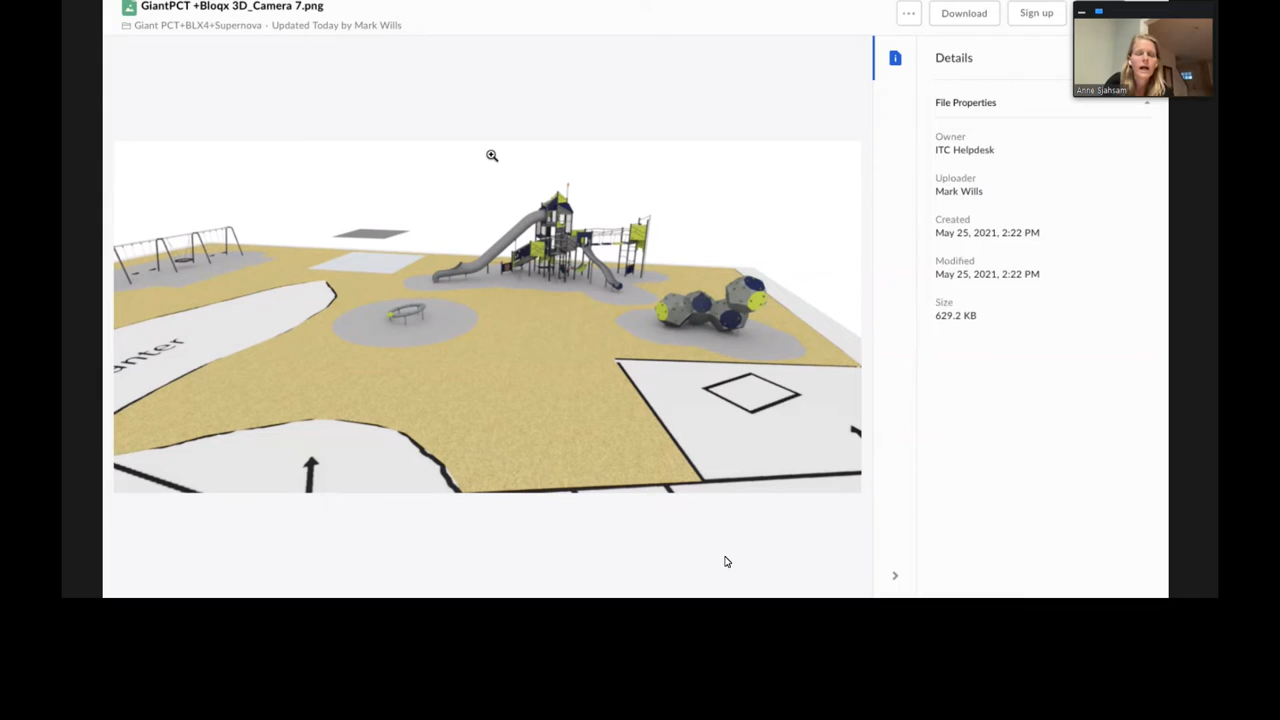 GiantPCT +Bloqx 3D_Camera 7.png
Giant PCT+BLX4+Supernova · Updated Today by Mark Wills
Download
Sign up
Anne Sjahsam
Details
File Properties
Owner
ITC Helpdesk
Uploader
Mark Wills
Created
May 25, 2021, 2:22 PM
Modified
May 25, 2021, 2:22 PM
Size
629.2 KB
anter